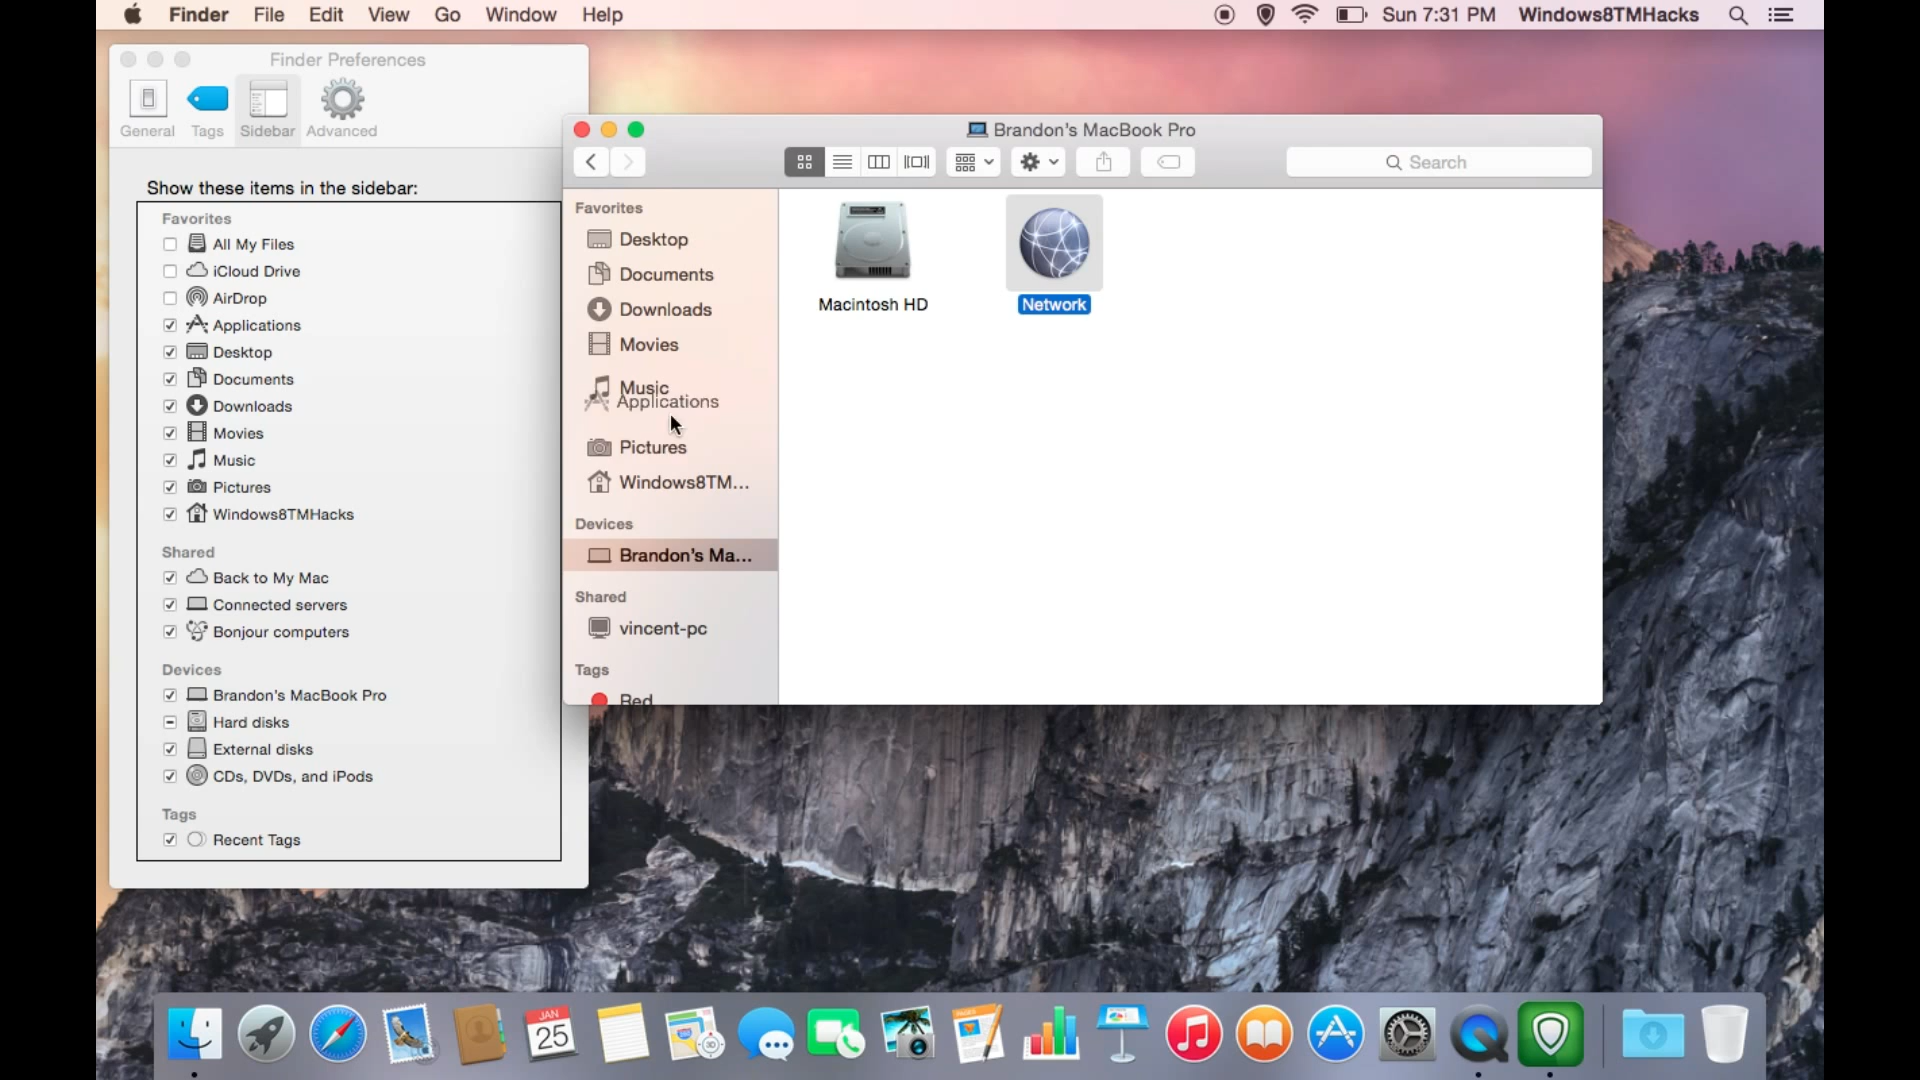 Finder File Edit View Go Window Help Sun 7:31 PM Windows8TMHacks
Finder Preferences
General Tags Sidebar Advanced
Show these items in the sidebar:
Favorites
All My Files
iCloud Drive
AirDrop
Applications
Desktop
Documents
Downloads
Movies
Music
Pictures
Windows8TMHacks
Shared
Back to My Mac
Connected servers
Bonjour computers
Devices
Brandon's MacBook Pro
Hard disks
External disks
CDs, DVDs, and iPods
Tags
Recent Tags
Brandon's MacBook Pro
Search
Favorites
Desktop
Documents
Downloads
Movies
Music
Applications
Pictures
Windows8TM...
Devices
Brandon's Ma...
Shared
vincent-pc
Tags
Red
Macintosh HD
Network
JAN
25
PAGES
3D